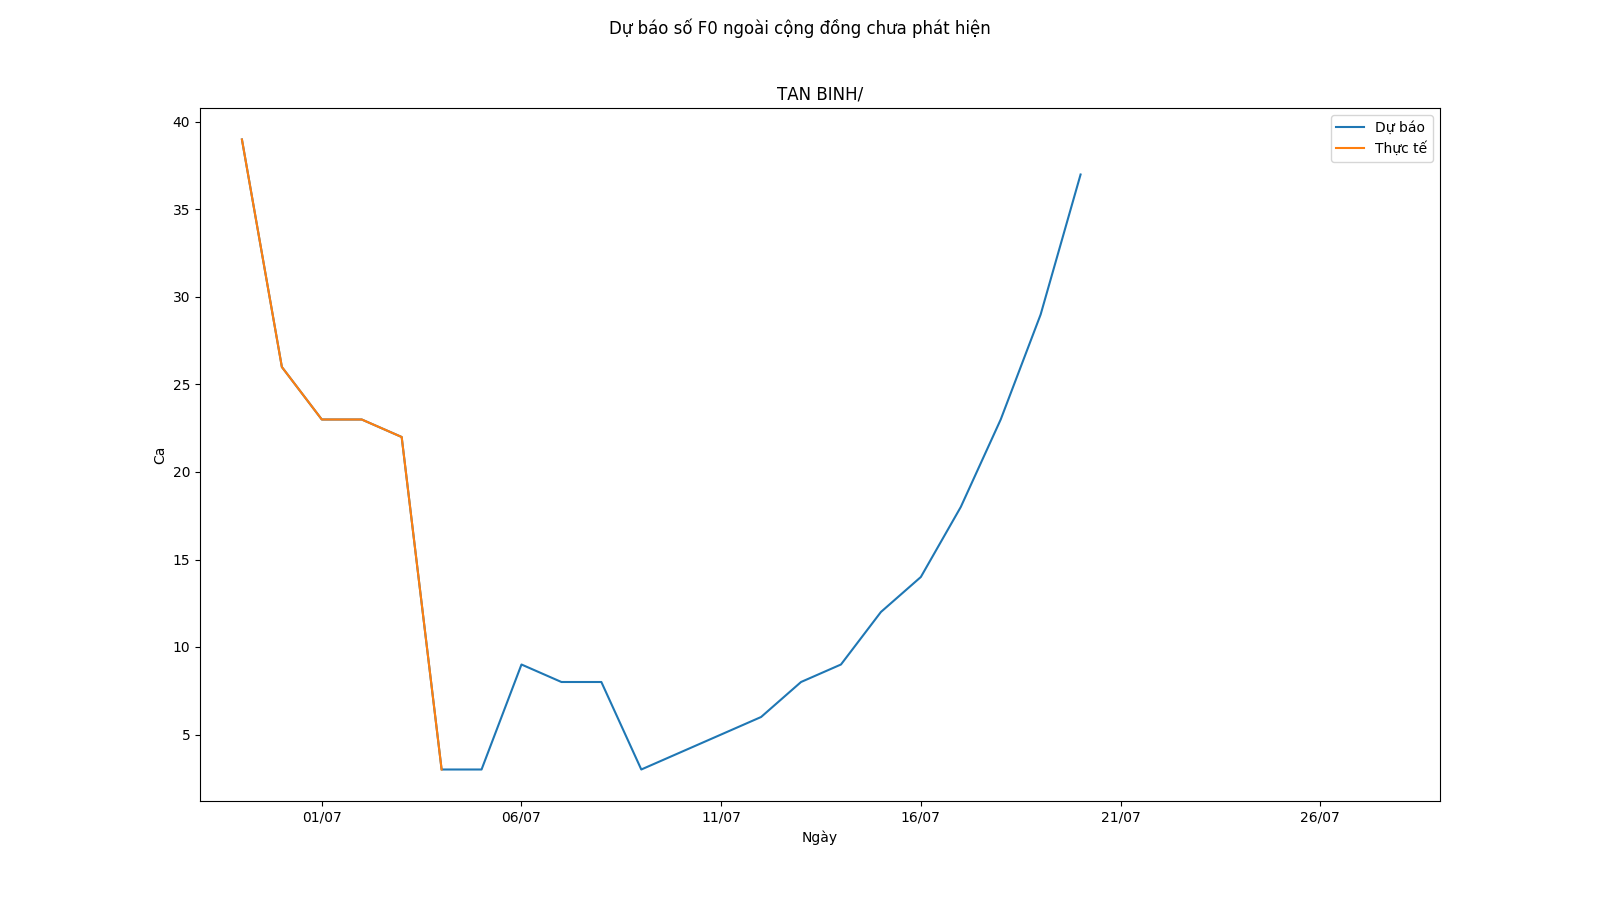 Dự báo số F0 ngoài cộng đồng chưa phát hiện
TAN BINH/
40
35
30
25
20
15
10
5
Ca
Dự báo
Thực tế
01/07 06/07 11/07 16/07 21/07 26/07
Ngày